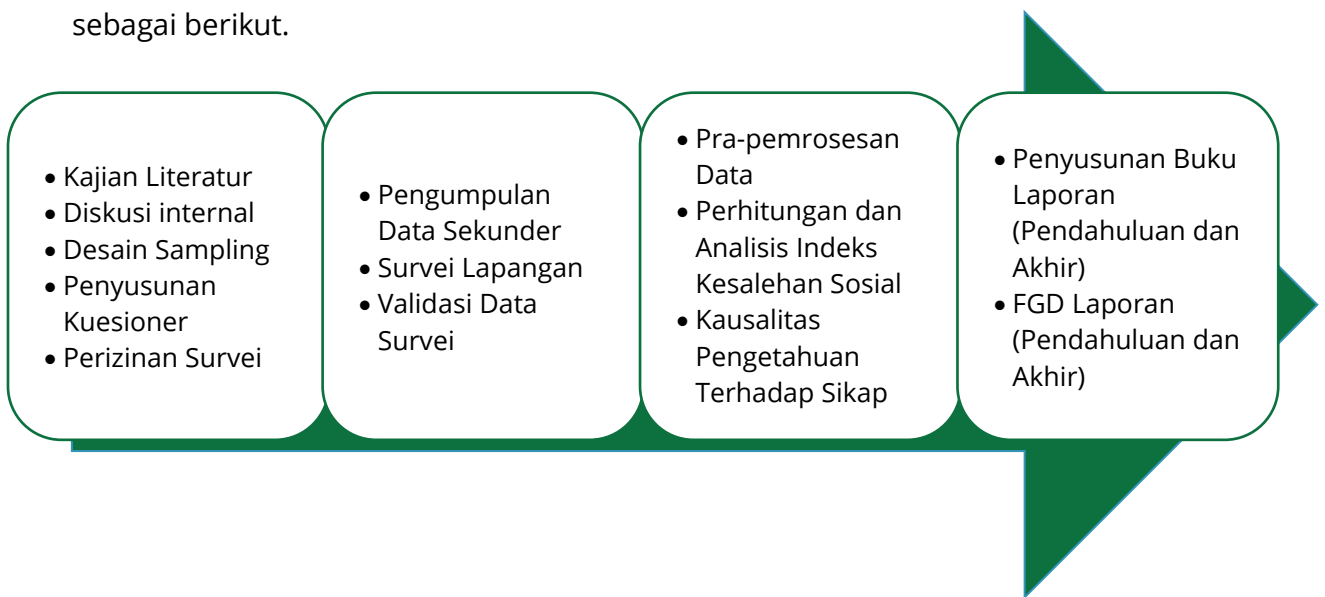 sebagai berikut.
• Kajian Literatur
• Diskusi internal
• Desain Sampling
• Penyusunan
Kuesioner
• Perizinan Survei
• Pengumpulan
Data Sekunder
• Survei Lapangan
• Validasi Data
Survei
• Pra-pemrosesan
Data
• Perhitungan dan
Analisis Indeks
Kesalehan Sosial
• Kausalitas
Pengetahuan
Terhadap Sikap
• Penyusunan Buku
Laporan
(Pendahuluan dan
Akhir)
• FGD Laporan
(Pendahuluan dan
Akhir)